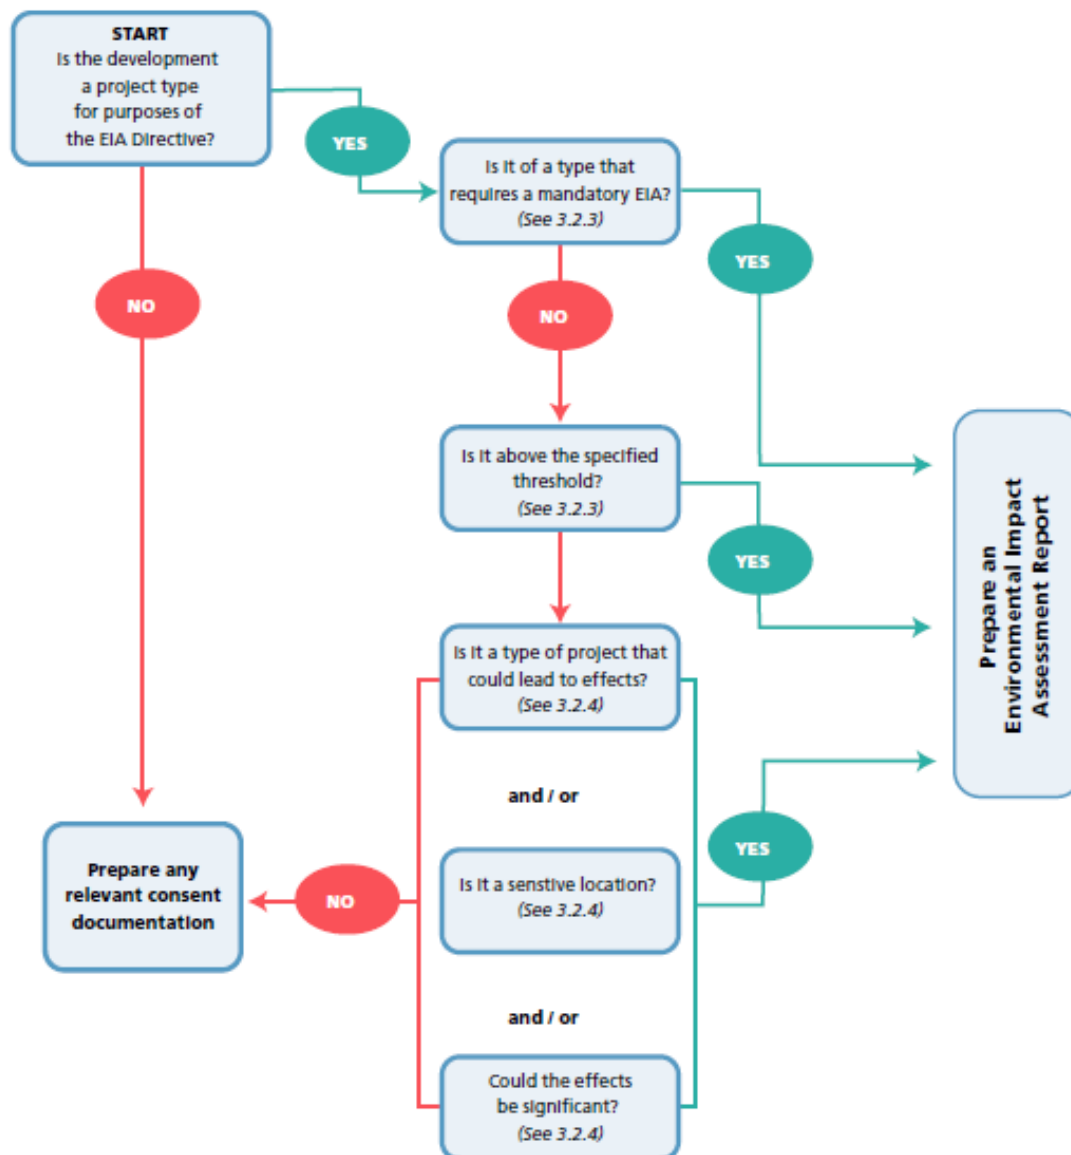 START
Is the development
a project type
for purposes of
the EIA Directive?
YES
Is it of a type that
requires a mandatory EIA?
(See 3.2.3)
YES
NO
NO
Is it above the specified
threshold?
(See 3.2.3)
YES
Prepare an
Environmental Impact
Assessment Report
Is it a type of project that
could lead to effects?
(See 3.2.4)
and / or
Is it a senstive location?
(See 3.2.4)
YES
NO
Prepare any
relevant consent
documentation
and / or
Could the effects
be significant?
(See 3.2.4)